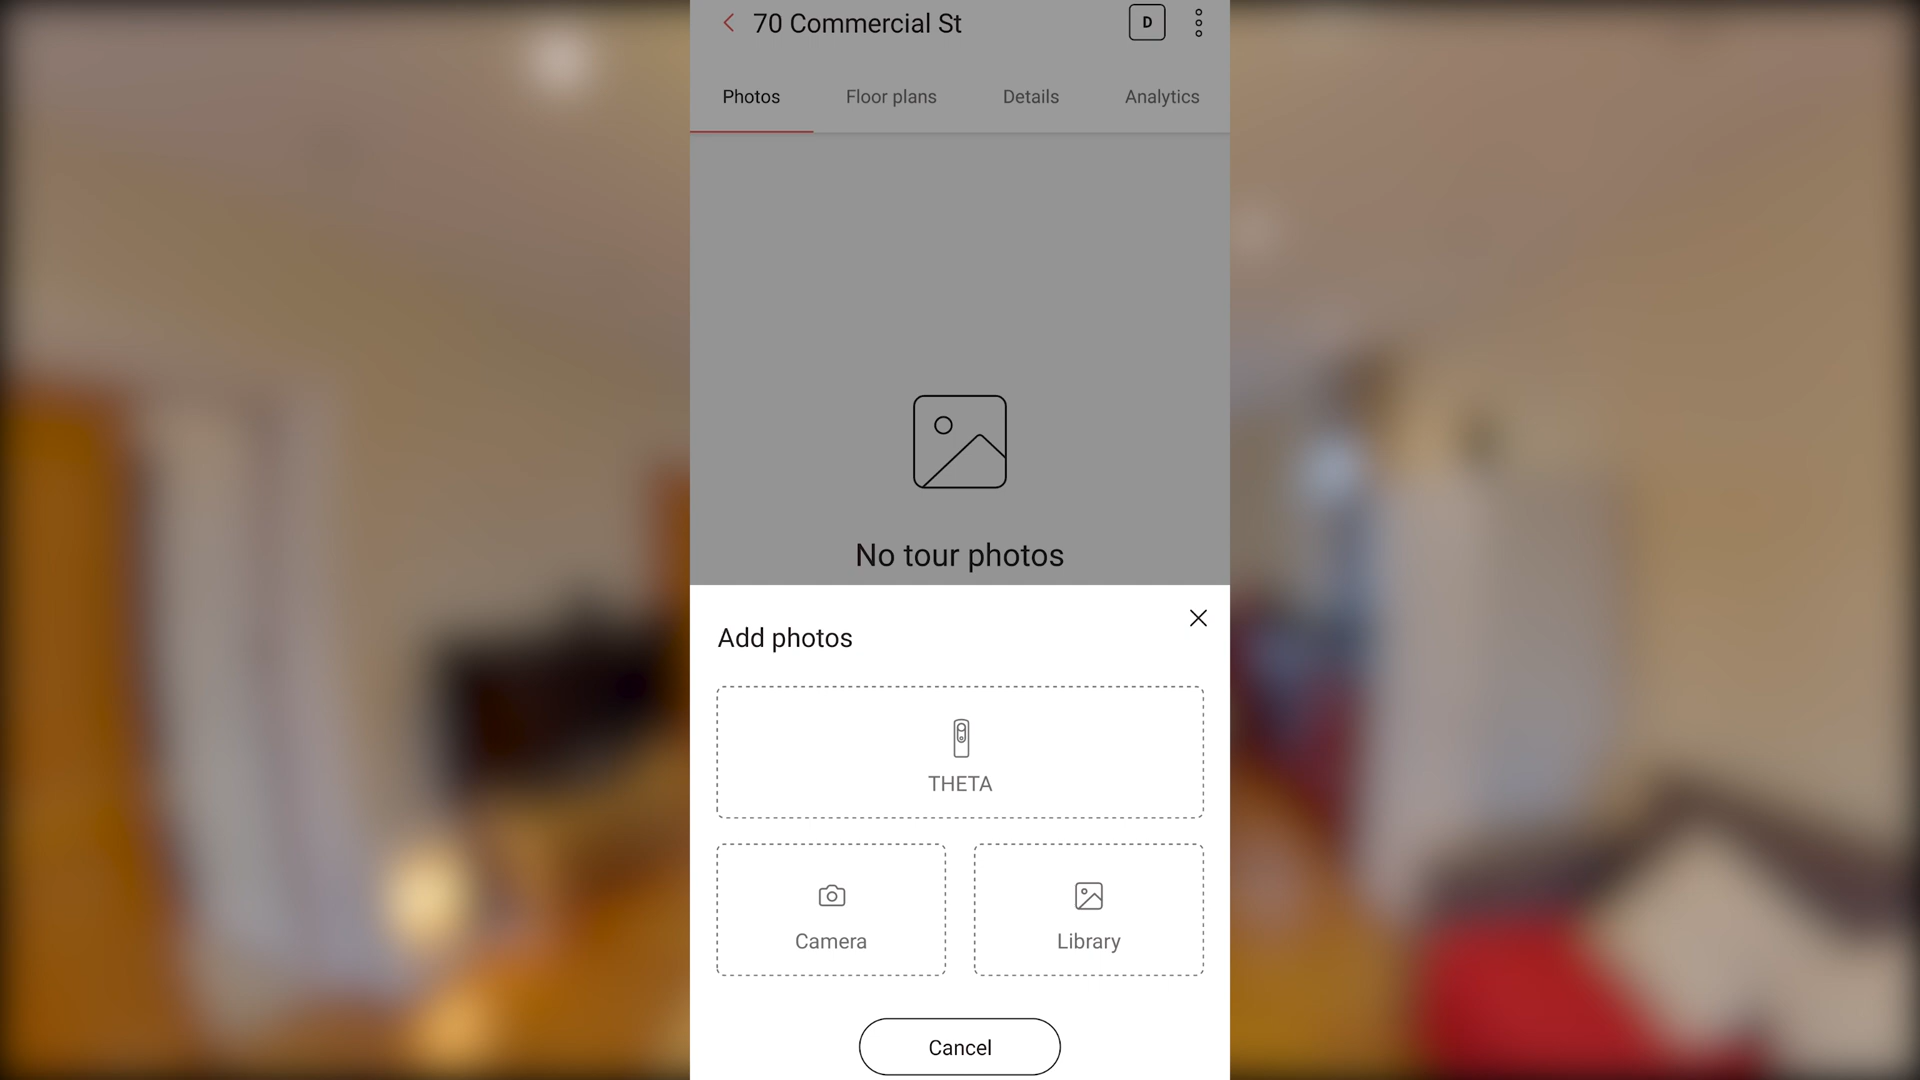 70 Commercial St
D
Photos
Floor plans
Details
Analytics
No tour photos
Add photos
THETA
Camera
Library
Cancel